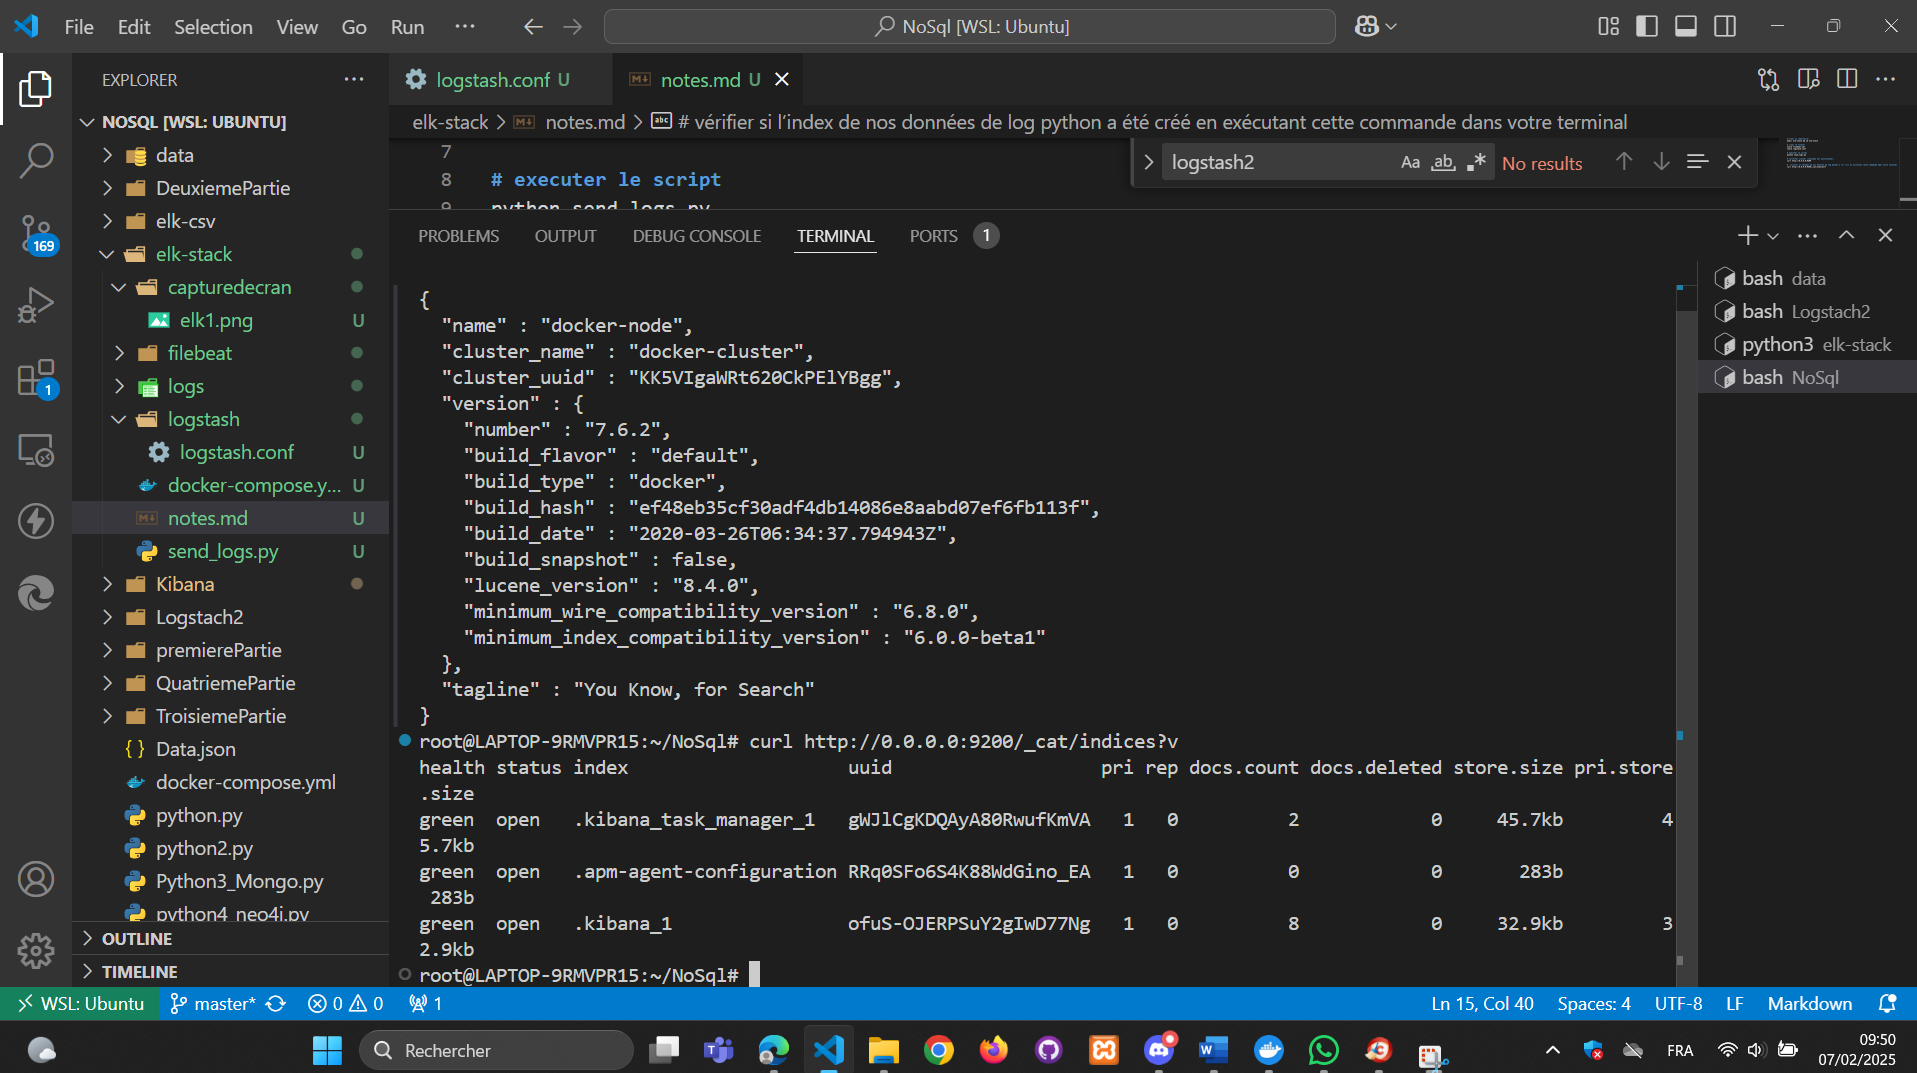 File Edit Selection View Go Run ··· NoSql [WSL: Ubuntu]
EXPLORER
logstash.conf U notes.md U
NOSQL [WSL: UBUNTU]
elk-stack > notes.md > # vérifier si l'index de nos données de log python a été créé en exécutant cette commande dans votre terminal
data
DeuxiemePartie
elk-csv
elk-stack
capturedecran
elk1.png U
filebeat
logs
logstash
logstash.conf U
docker-compose.y... U
notes.md U
send_logs.py U
Kibana
Logstach2
premierePartie
QuatriemePartie
TroisiemePartie
Data.json
docker-compose.yml
python.py
python2.py
Python3_Mongo.py
python4_neo4j.py
OUTLINE
TIMELINE
169
1
7
8 # executer le script
9 python send_logs.py
logstash2 Aa ab No results
PROBLEMS OUTPUT DEBUG CONSOLE TERMINAL PORTS 1
{
"name" : "docker-node",
"cluster_name" : "docker-cluster",
"cluster_uuid" : "KK5VIgaWRt620CkPElYBgg",
"version" : {
"number" : "7.6.2",
"build_flavor" : "default",
"build_type" : "docker",
"build_hash" : "ef48eb35cf30adf4db14086e8aabd07ef6fb113f",
"build_date" : "2020-03-26T06:34:37.794943Z",
"build_snapshot" : false,
"lucene_version" : "8.4.0",
"minimum_wire_compatibility_version" : "6.8.0",
"minimum_index_compatibility_version" : "6.0.0-beta1"
},
"tagline" : "You Know, for Search"
}
root@LAPTOP-9RMVPR15:~/NoSql# curl http://0.0.0.0:9200/_cat/indices?v
health status index uuid pri rep docs.count docs.deleted store.size pri.store
.size
green open .kibana_task_manager_1 gWJlCgKDQAyA80RwufKmVA 1 0 2 0 45.7kb 4
5.7kb
green open .apm-agent-configuration RRq0SFo6S4K88WdGino_EA 1 0 0 0 283b
283b
green open .kibana_1 ofuS-OJERPSuY2gIwD77Ng 1 0 8 0 32.9kb 3
2.9kb
root@LAPTOP-9RMVPR15:~/NoSql#
bash data
bash Logstach2
python3 elk-stack
bash NoSql
WSL: Ubuntu master* 0 0 1 Ln 15, Col 40 Spaces: 4 UTF-8 LF Markdown
Rechercher
FRA
09:50
07/02/2025